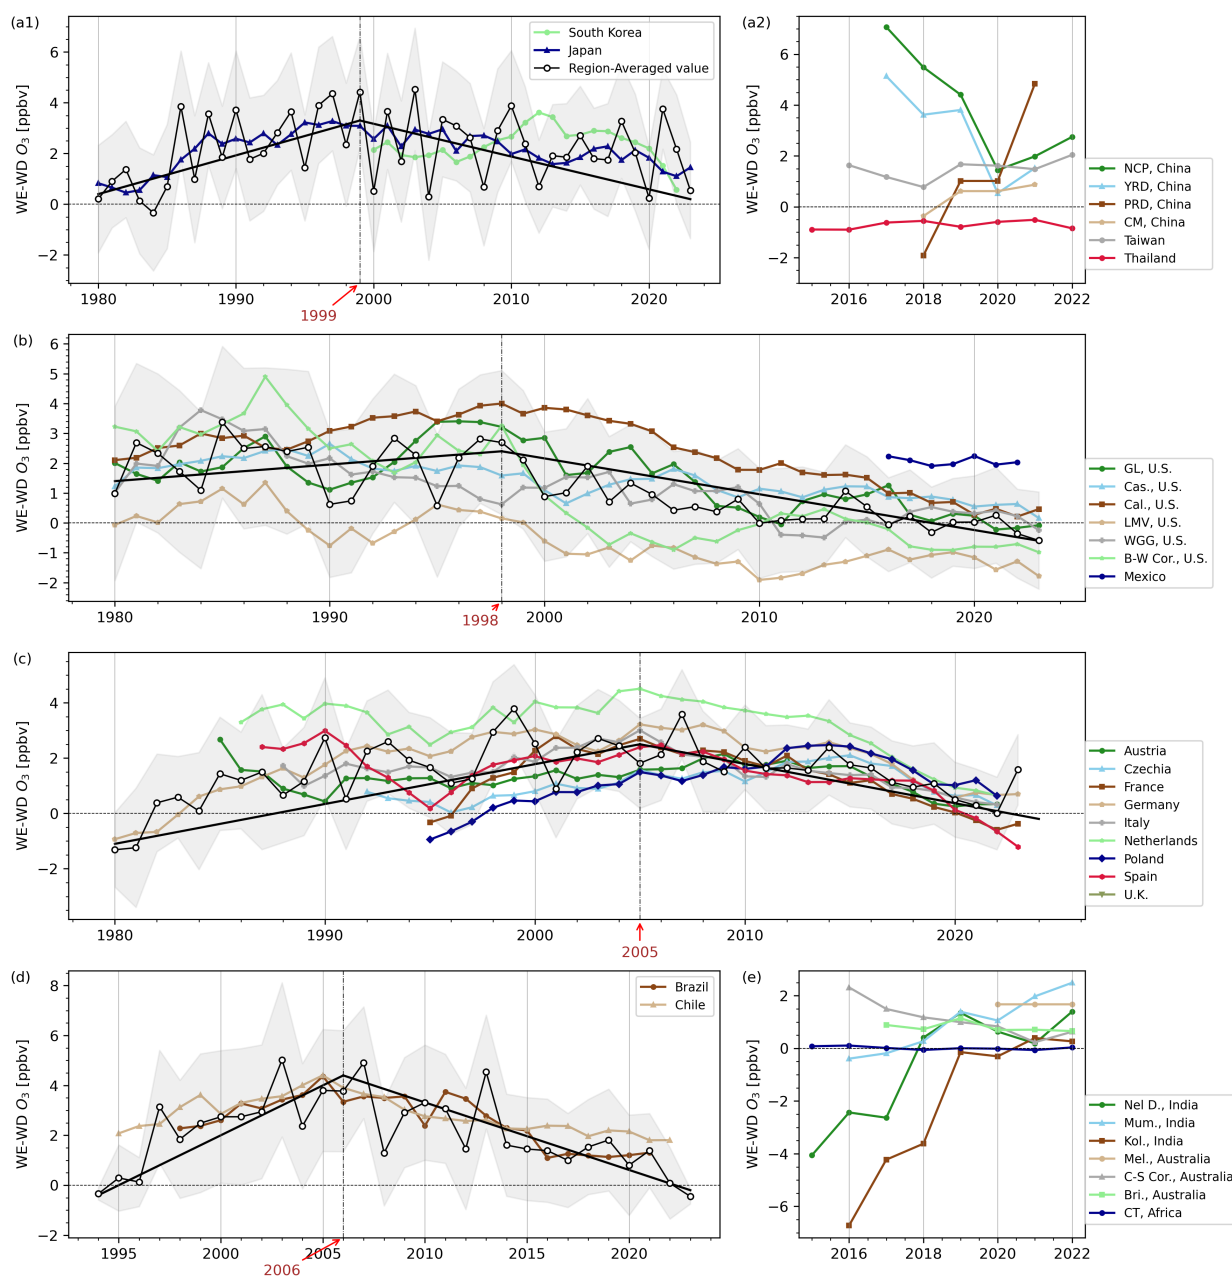 (a1)
WE-WD O3 [ppbv]
6
4
2
0
−2
South Korea
Japan
Region-Averaged value
1980
1990
2000
2010
2020
1999
(a2)
WE-WD O3 [ppbv]
6
4
2
0
−2
2016
2018
2020
2022
NCP, China
YRD, China
PRD, China
CM, China
Taiwan
Thailand
(b)
WE-WD O3 [ppbv]
6
5
4
3
2
1
0
−1
−2
1980
1990
2000
2010
2020
1998
GL, U.S.
Cas., U.S.
Cal., U.S.
LMV, U.S.
WGG, U.S.
B-W Cor., U.S.
Mexico
(c)
WE-WD O3 [ppbv]
4
2
0
−2
1980
1990
2000
2010
2020
2005
Austria
Czechia
France
Germany
Italy
Netherlands
Poland
Spain
U.K.
(d)
WE-WD O3 [ppbv]
8
6
4
2
0
−2
Brazil
Chile
1995
2000
2005
2010
2015
2020
2006
(e)
WE-WD O3 [ppbv]
2
0
−2
−4
−6
2016
2018
2020
2022
Nel D., India
Mum., India
Kol., India
Mel., Australia
C-S Cor., Australia
Bri., Australia
CT, Africa